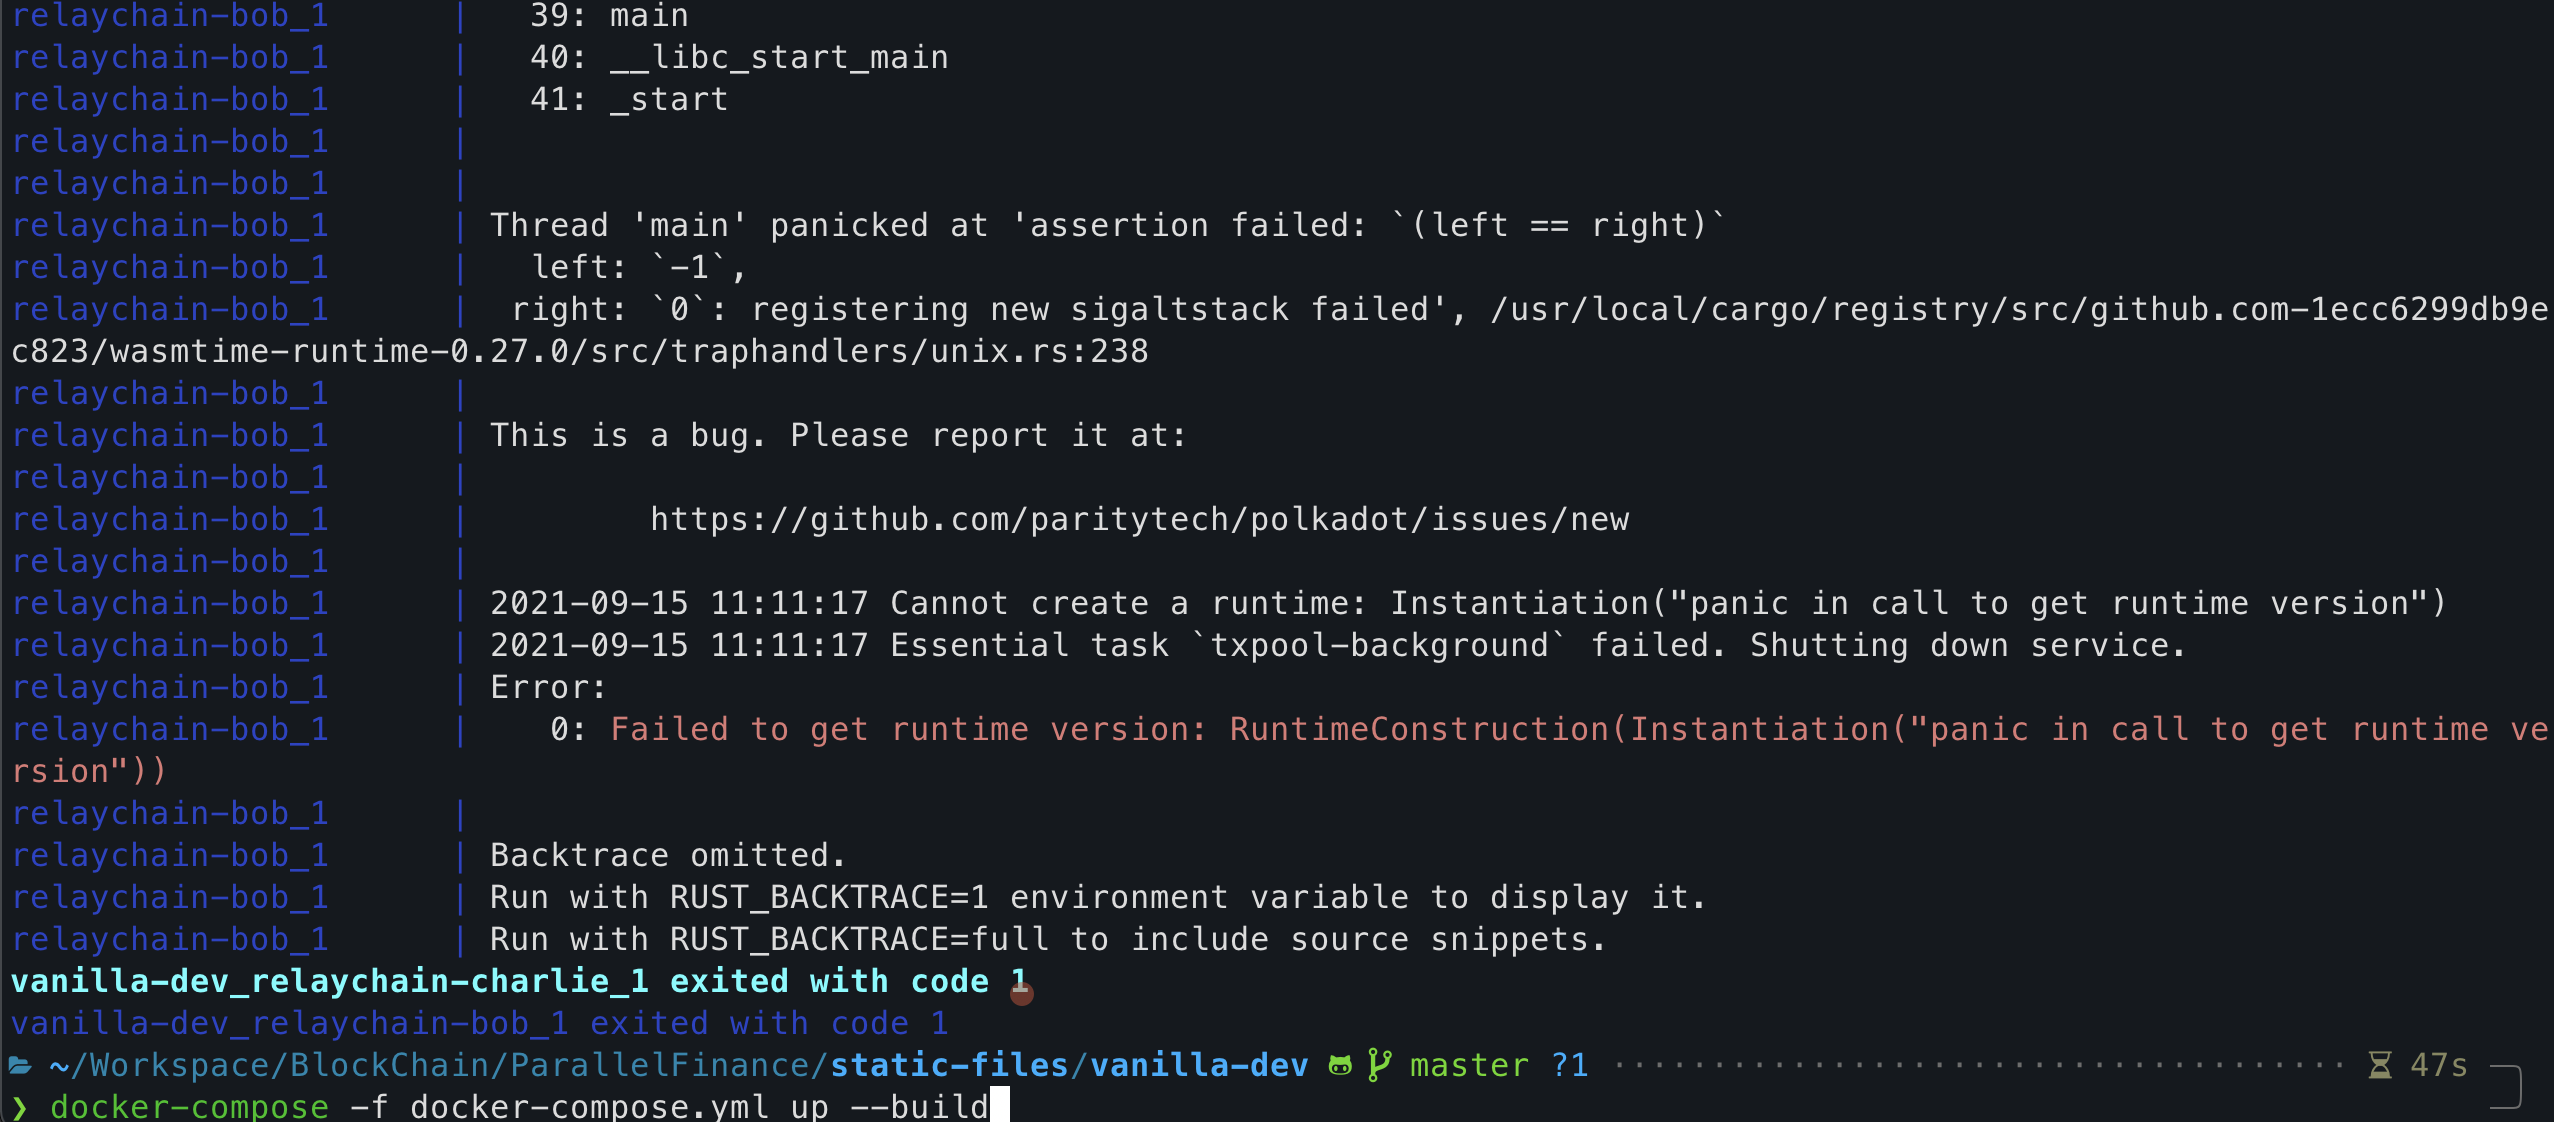 relaychain-bob_1      |   39: main
relaychain-bob_1      |   40: __libc_start_main
relaychain-bob_1      |   41: _start
relaychain-bob_1      |
relaychain-bob_1      |
relaychain-bob_1      | Thread 'main' panicked at 'assertion failed: `(left == right)`
relaychain-bob_1      |   left: `-1`,
relaychain-bob_1      |  right: `0`: registering new sigaltstack failed', /usr/local/cargo/registry/src/github.com-1ecc6299db9e
c823/wasmtime-runtime-0.27.0/src/traphandlers/unix.rs:238
relaychain-bob_1      |
relaychain-bob_1      | This is a bug. Please report it at:
relaychain-bob_1      |
relaychain-bob_1      |         https://github.com/paritytech/polkadot/issues/new
relaychain-bob_1      |
relaychain-bob_1      | 2021-09-15 11:11:17 Cannot create a runtime: Instantiation("panic in call to get runtime version")
relaychain-bob_1      | 2021-09-15 11:11:17 Essential task `txpool-background` failed. Shutting down service.
relaychain-bob_1      | Error:
relaychain-bob_1      |    0: Failed to get runtime version: RuntimeConstruction(Instantiation("panic in call to get runtime ve
rsion"))
relaychain-bob_1      |
relaychain-bob_1      | Backtrace omitted.
relaychain-bob_1      | Run with RUST_BACKTRACE=1 environment variable to display it.
relaychain-bob_1      | Run with RUST_BACKTRACE=full to include source snippets.
vanilla-dev_relaychain-charlie_1 exited with code 1
vanilla-dev_relaychain-bob_1 exited with code 1
~/Workspace/BlockChain/ParallelFinance/static-files/vanilla-dev master ?1 ····································· 47s
❯ docker-compose -f docker-compose.yml up --build